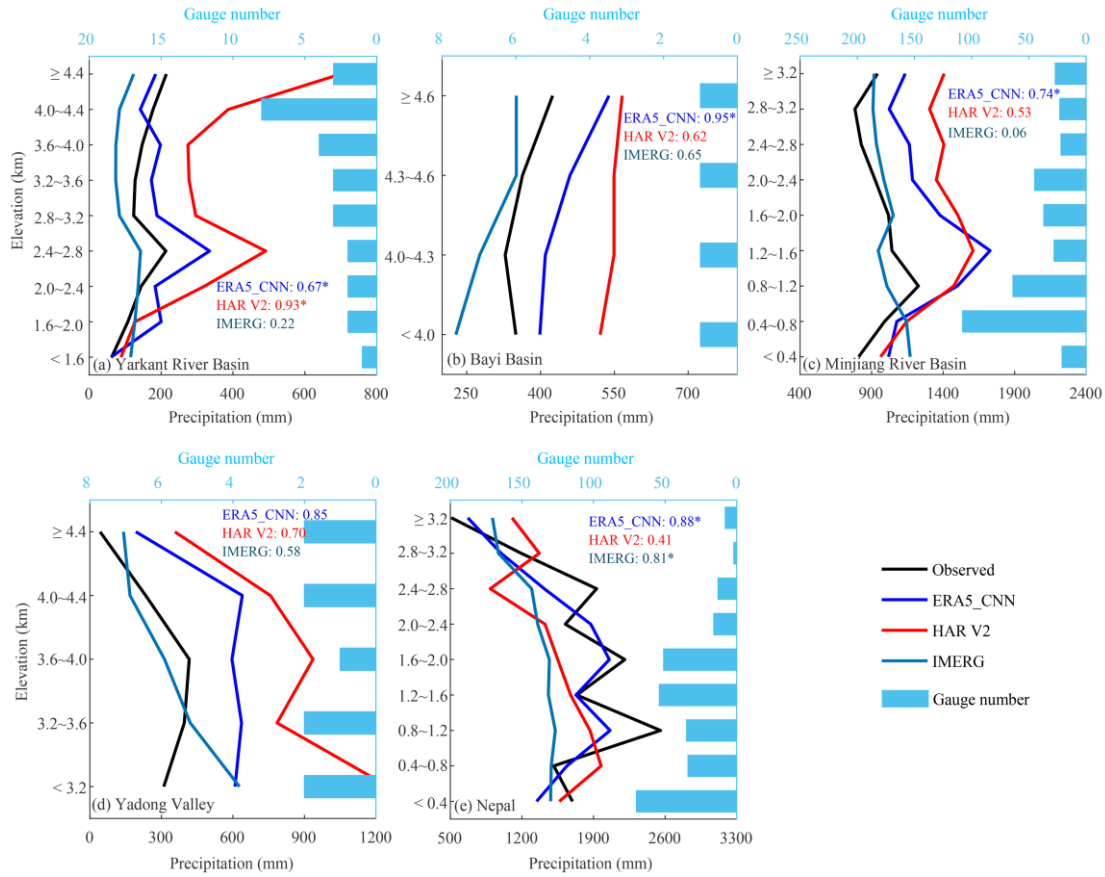 Gauge number
20 15 10 5 0
Elevation (km)
≥ 4.4
4.0~4.4
3.6~4.0
3.2~3.6
2.8~3.2
2.4~2.8
2.0~2.4
1.6~2.0
< 1.6
ERA5_CNN: 0.67*
HAR V2: 0.93*
IMERG: 0.22
(a) Yarkant River Basin
0 200 400 600 800
Precipitation (mm)
Gauge number
8 6 4 2 0
≥ 4.6
4.3~4.6
4.0~4.3
< 4.0
ERA5_CNN: 0.95*
HAR V2: 0.62
IMERG: 0.65
(b) Bayi Basin
250 400 550 700
Precipitation (mm)
Gauge number
250 200 150 100 50 0
≥ 3.2
2.8~3.2
2.4~2.8
2.0~2.4
1.6~2.0
1.2~1.6
0.8~1.2
0.4~0.8
< 0.4
ERA5_CNN: 0.74*
HAR V2: 0.53
IMERG: 0.06
(c) Minjiang River Basin
400 900 1400 1900 2400
Precipitation (mm)
Gauge number
8 6 4 2 0
Elevation (km)
≥ 4.4
4.0~4.4
3.6~4.0
3.2~3.6
< 3.2
ERA5_CNN: 0.85
HAR V2: 0.70
IMERG: 0.58
(d) Yadong Valley
0 300 600 900 1200
Precipitation (mm)
Gauge number
200 150 100 50 0
≥ 3.2
2.8~3.2
2.4~2.8
2.0~2.4
1.6~2.0
1.2~1.6
0.8~1.2
0.4~0.8
< 0.4
ERA5_CNN: 0.88*
HAR V2: 0.41
IMERG: 0.81*
(e) Nepal
500 1200 1900 2600 3300
Precipitation (mm)
Observed
ERA5_CNN
HAR V2
IMERG
Gauge number